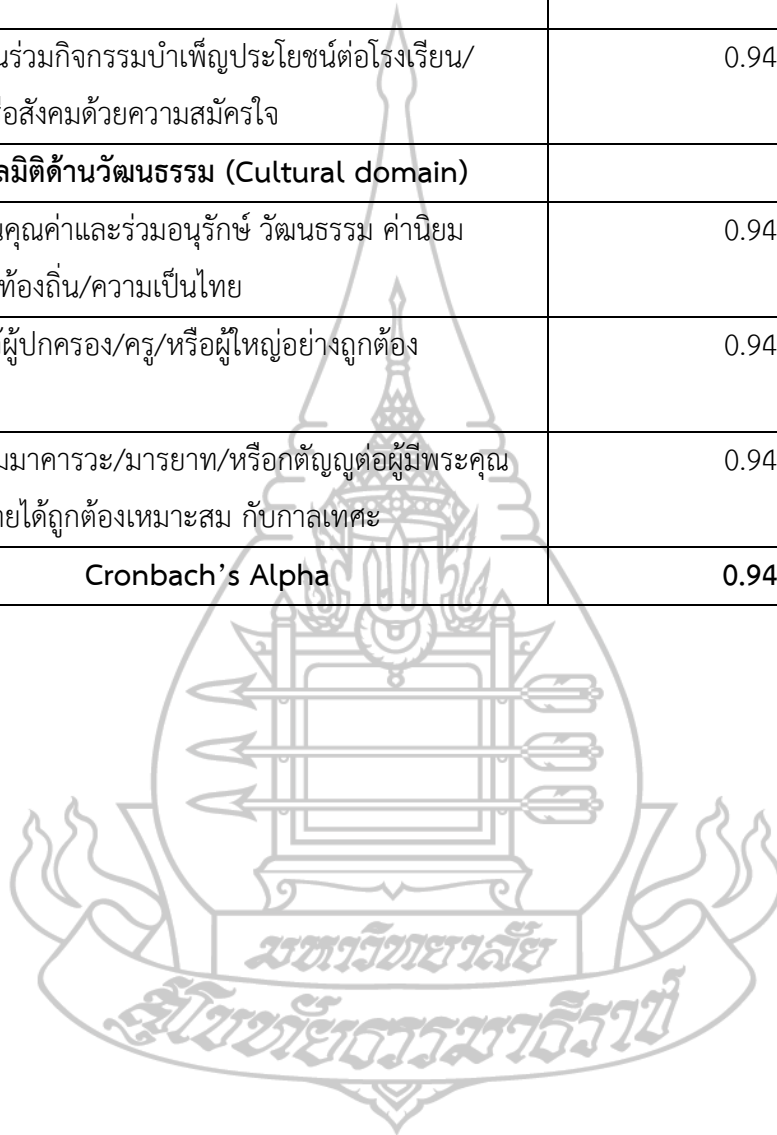 นร่วมกิจกรรมบำเพ็ญประโยชน์ต่อโรงเรียน/ 0.94
อสังคมด้วยความสมัครใจ
ลมิติด้านวัฒนธรรม (Cultural domain)
นคุณค่าและร่วมอนุรักษ์ วัฒนธรรม ค่านิยม 0.94
ท้องถิ่น/ความเป็นไทย
ผู้ปกครอง/ครู/หรือผู้ใหญ่อย่างถูกต้อง 0.94
มมาคารวะ/มารยาท/หรือกตัญญูต่อผู้มีพระคุณ 0.94
ายได้ถูกต้องเหมาะสม กับกาลเทศะ
Cronbach’s Alpha 0.94
มหาวิทยาลัย
สุโขทัยธรรมาธิราช